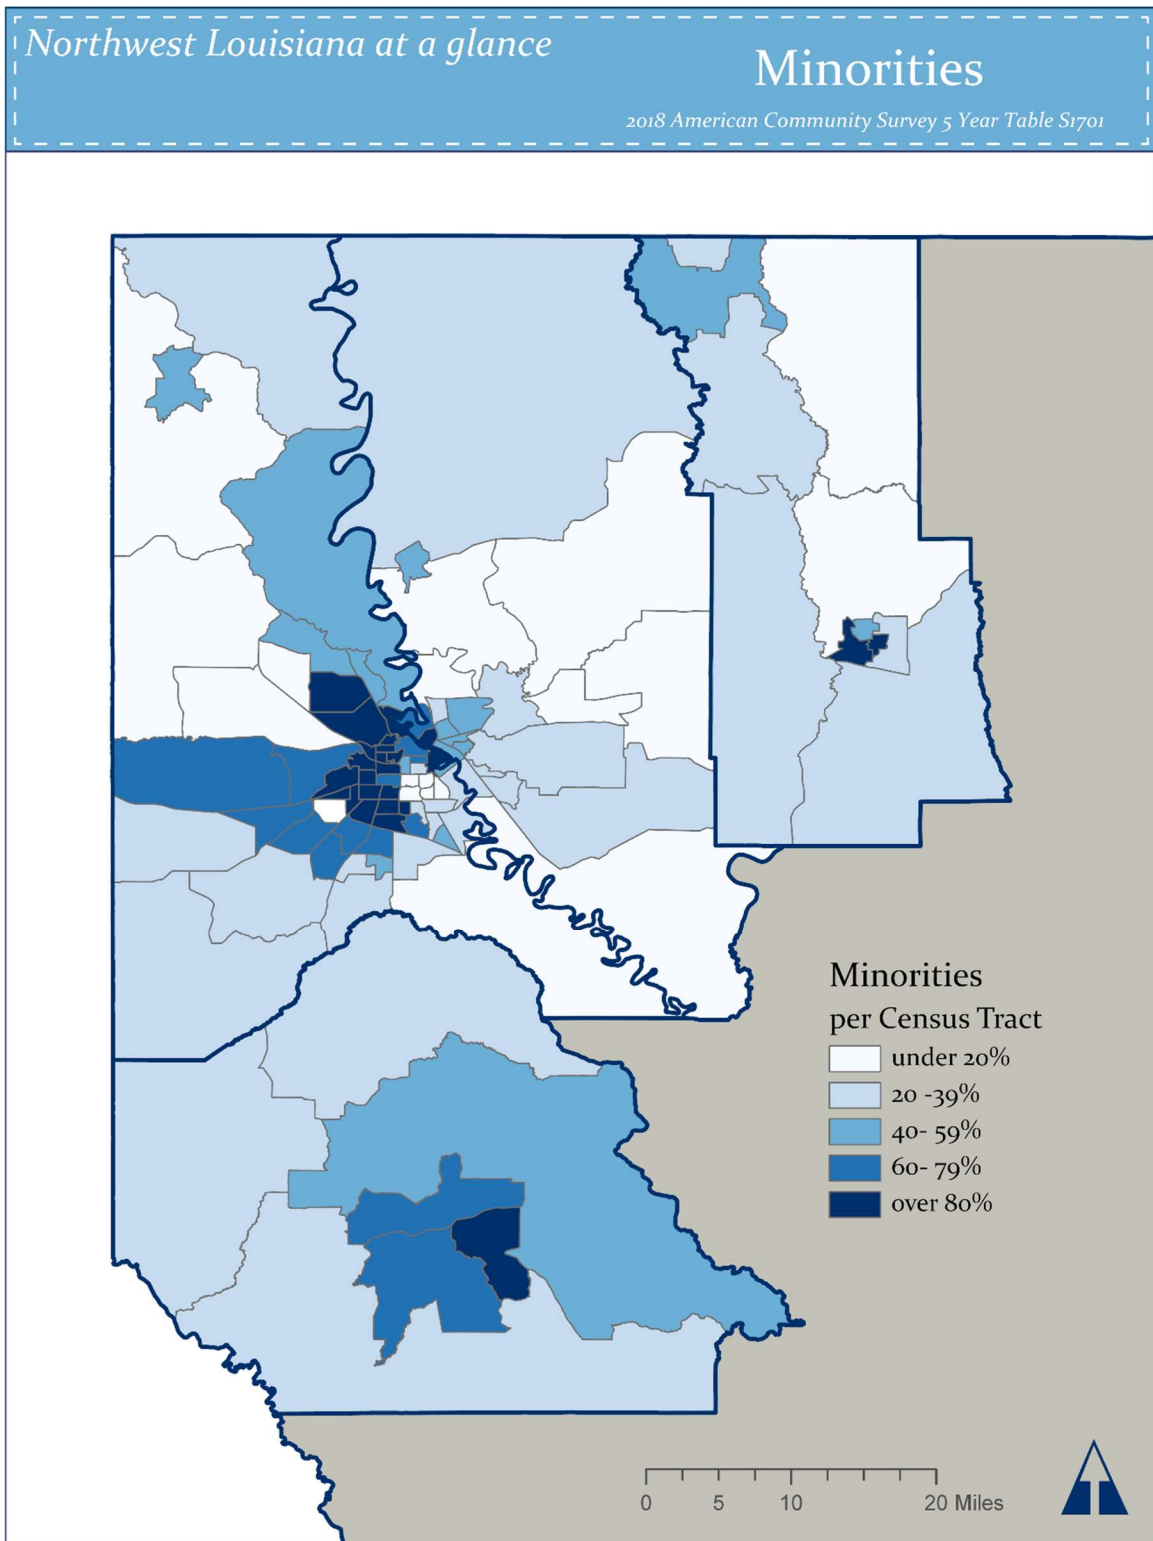 Northwest Louisiana at a glance
Minorities
2018 American Community Survey 5 Year Table S1701
Minorities
per Census Tract
under 20%
20 -39%
40- 59%
60- 79%
over 80%
0 5 10 20 Miles